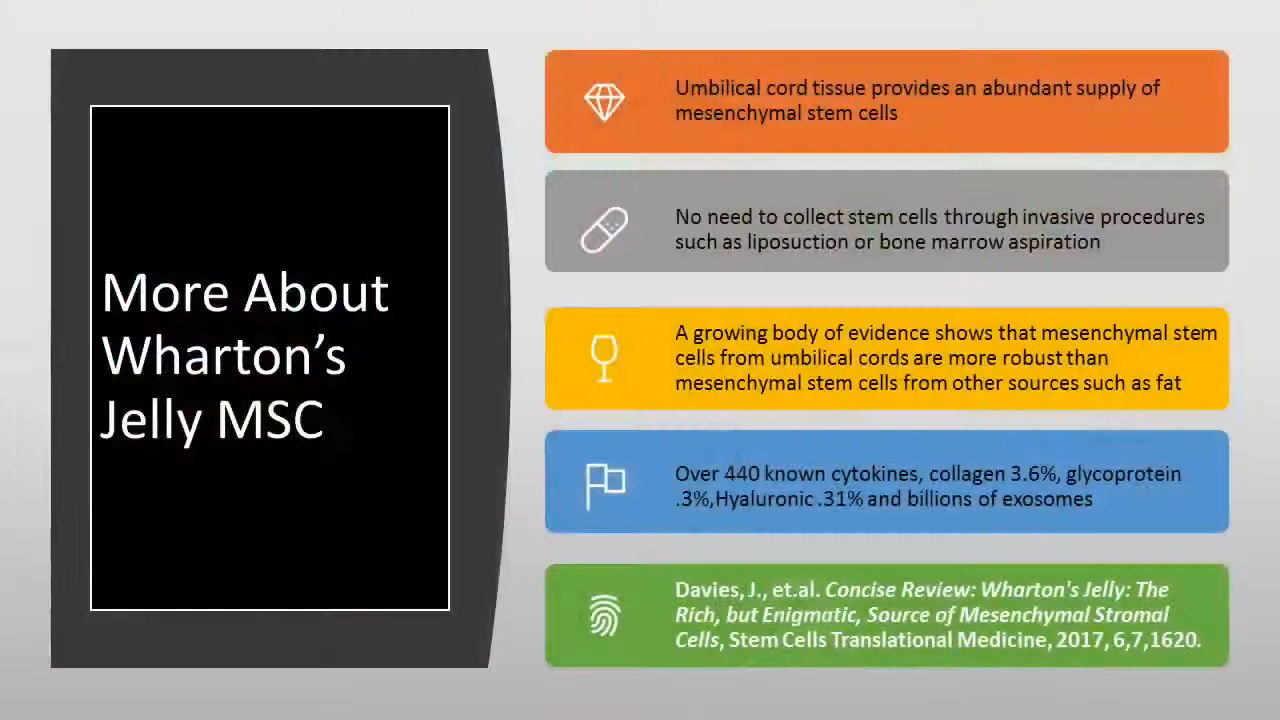 More About
Wharton's
Jelly MSC
Umbilical cord tissue provides an abundant supply of
mesenchymal stem cells
No need to collect stem cells through invasive procedures
such as liposuction or bone marrow aspiration
A growing body of evidence shows that mesenchymal stem
cells from umbilical cords are more robust than
mesenchymal stem cells from other sources such as fat
Over 440 known cytokines, collagen 3.6%, glycoprotein
.3%,Hyaluronic .31% and billions of exosomes
Davies, J., et.al. Concise Review: Wharton's Jelly: The
Rich, but Enigmatic, Source of Mesenchymal Stromal
Cells, Stem Cells Translational Medicine, 2017, 6,7,1620.